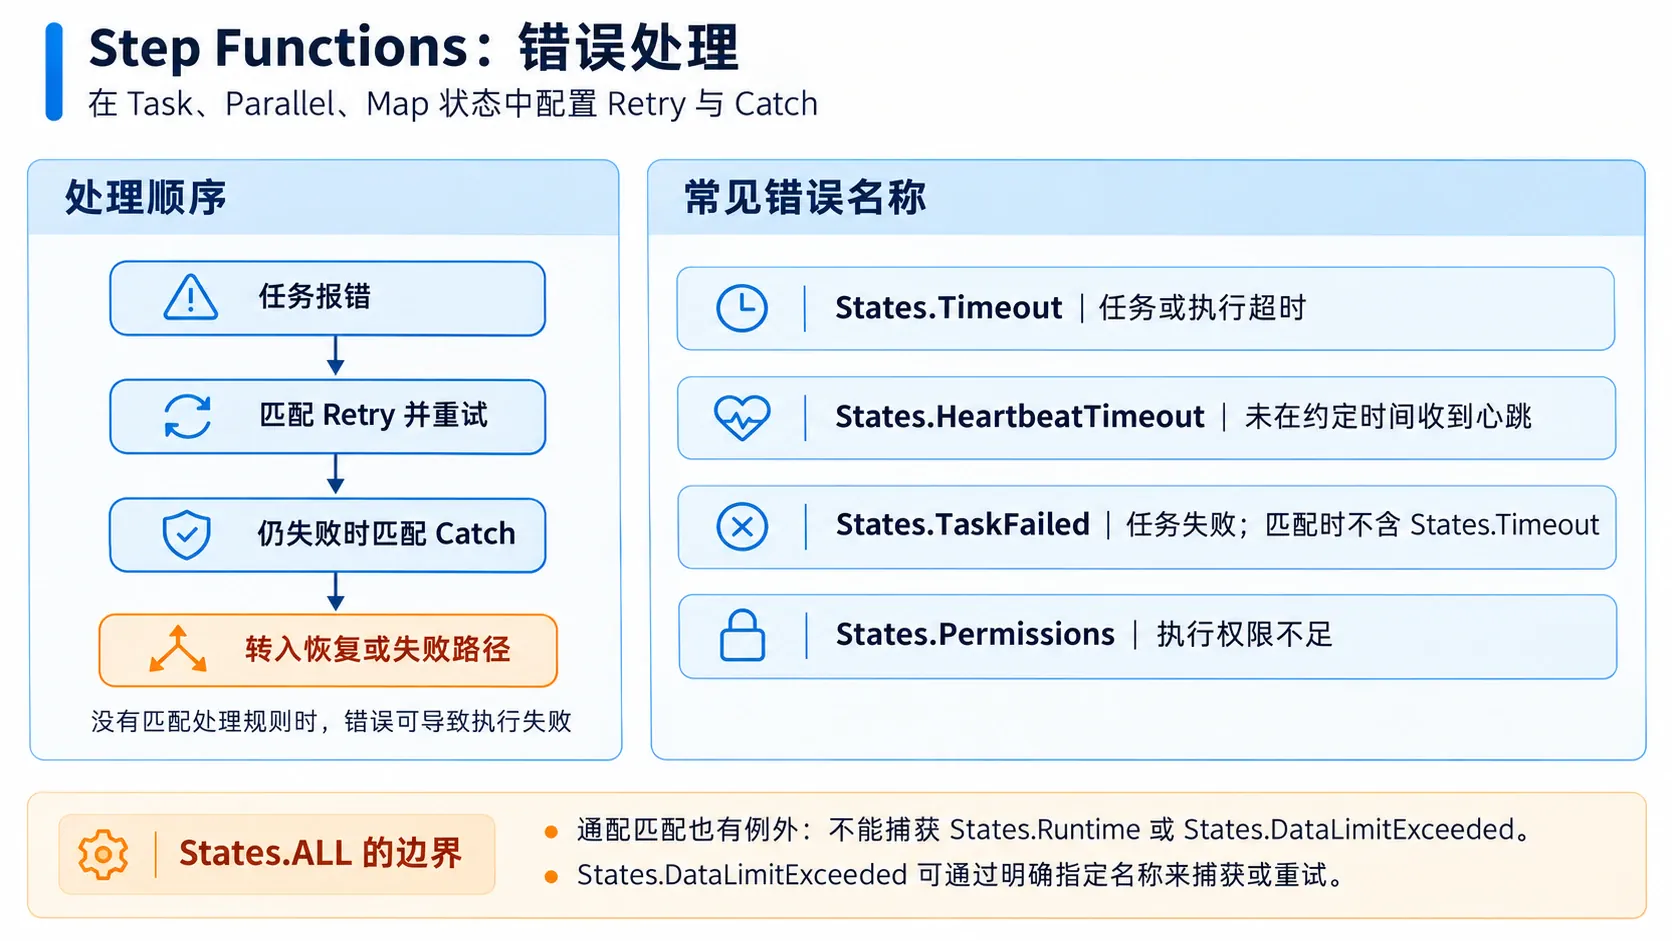 Step Functions：错误处理
在 Task、Parallel、Map 状态中配置 Retry 与 Catch
处理顺序
任务报错
匹配 Retry 并重试
仍失败时匹配 Catch
转入恢复或失败路径
没有匹配处理规则时，错误可导致执行失败
常见错误名称
States.Timeout | 任务或执行超时
States.HeartbeatTimeout | 未在约定时间收到心跳
States.TaskFailed | 任务失败；匹配时不含 States.Timeout
States.Permissions | 执行权限不足
States.ALL 的边界
• 通配匹配也有例外：不能捕获 States.Runtime 或 States.DataLimitExceeded。
• States.DataLimitExceeded 可通过明确指定名称来捕获或重试。